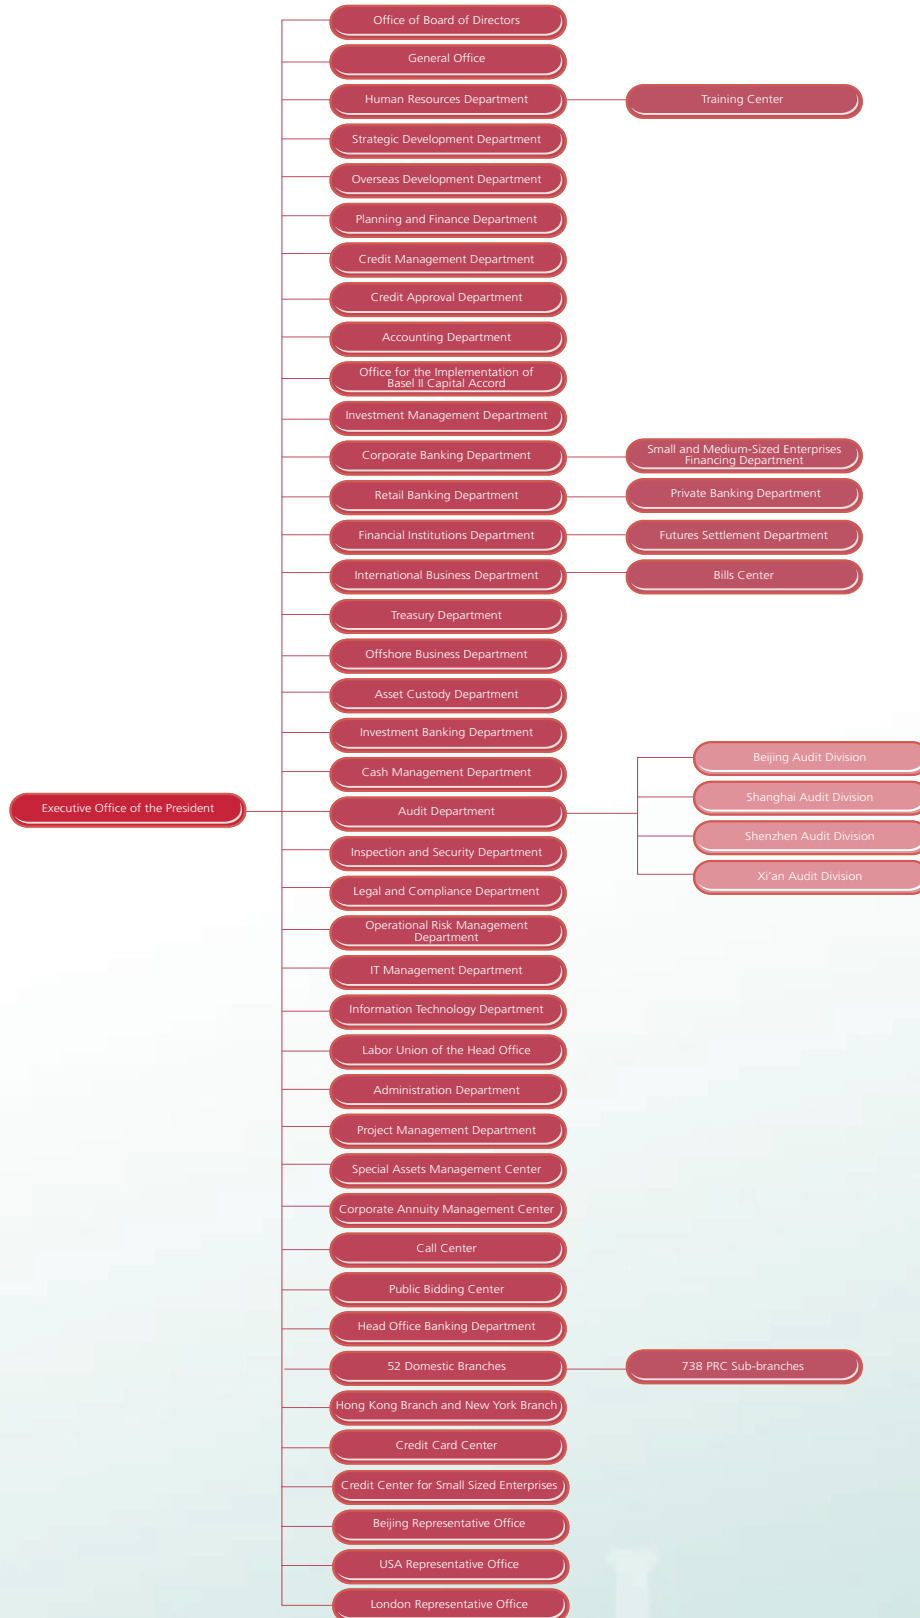 Office of Board of Directors
General Office
Human Resources Department
Training Center
Strategic Development Department
Overseas Development Department
Planning and Finance Department
Credit Management Department
Credit Approval Department
Accounting Department
Office for the Implementation of
Basel II Capital Accord
Investment Management Department
Corporate Banking Department
Small and Medium-Sized Enterprises
Financing Department
Retail Banking Department
Private Banking Department
Financial Institutions Department
Futures Settlement Department
International Business Department
Bills Center
Treasury Department
Offshore Business Department
Asset Custody Department
Investment Banking Department
Cash Management Department
Executive Office of the President
Audit Department
Beijing Audit Division
Shanghai Audit Division
Shenzhen Audit Division
Xi'an Audit Division
Inspection and Security Department
Legal and Compliance Department
Operational Risk Management
Department
IT Management Department
Information Technology Department
Labor Union of the Head Office
Administration Department
Project Management Department
Special Assets Management Center
Corporate Annuity Management Center
Call Center
Public Bidding Center
Head Office Banking Department
52 Domestic Branches
738 PRC Sub-branches
Hong Kong Branch and New York Branch
Credit Card Center
Credit Center for Small Sized Enterprises
Beijing Representative Office
USA Representative Office
London Representative Office